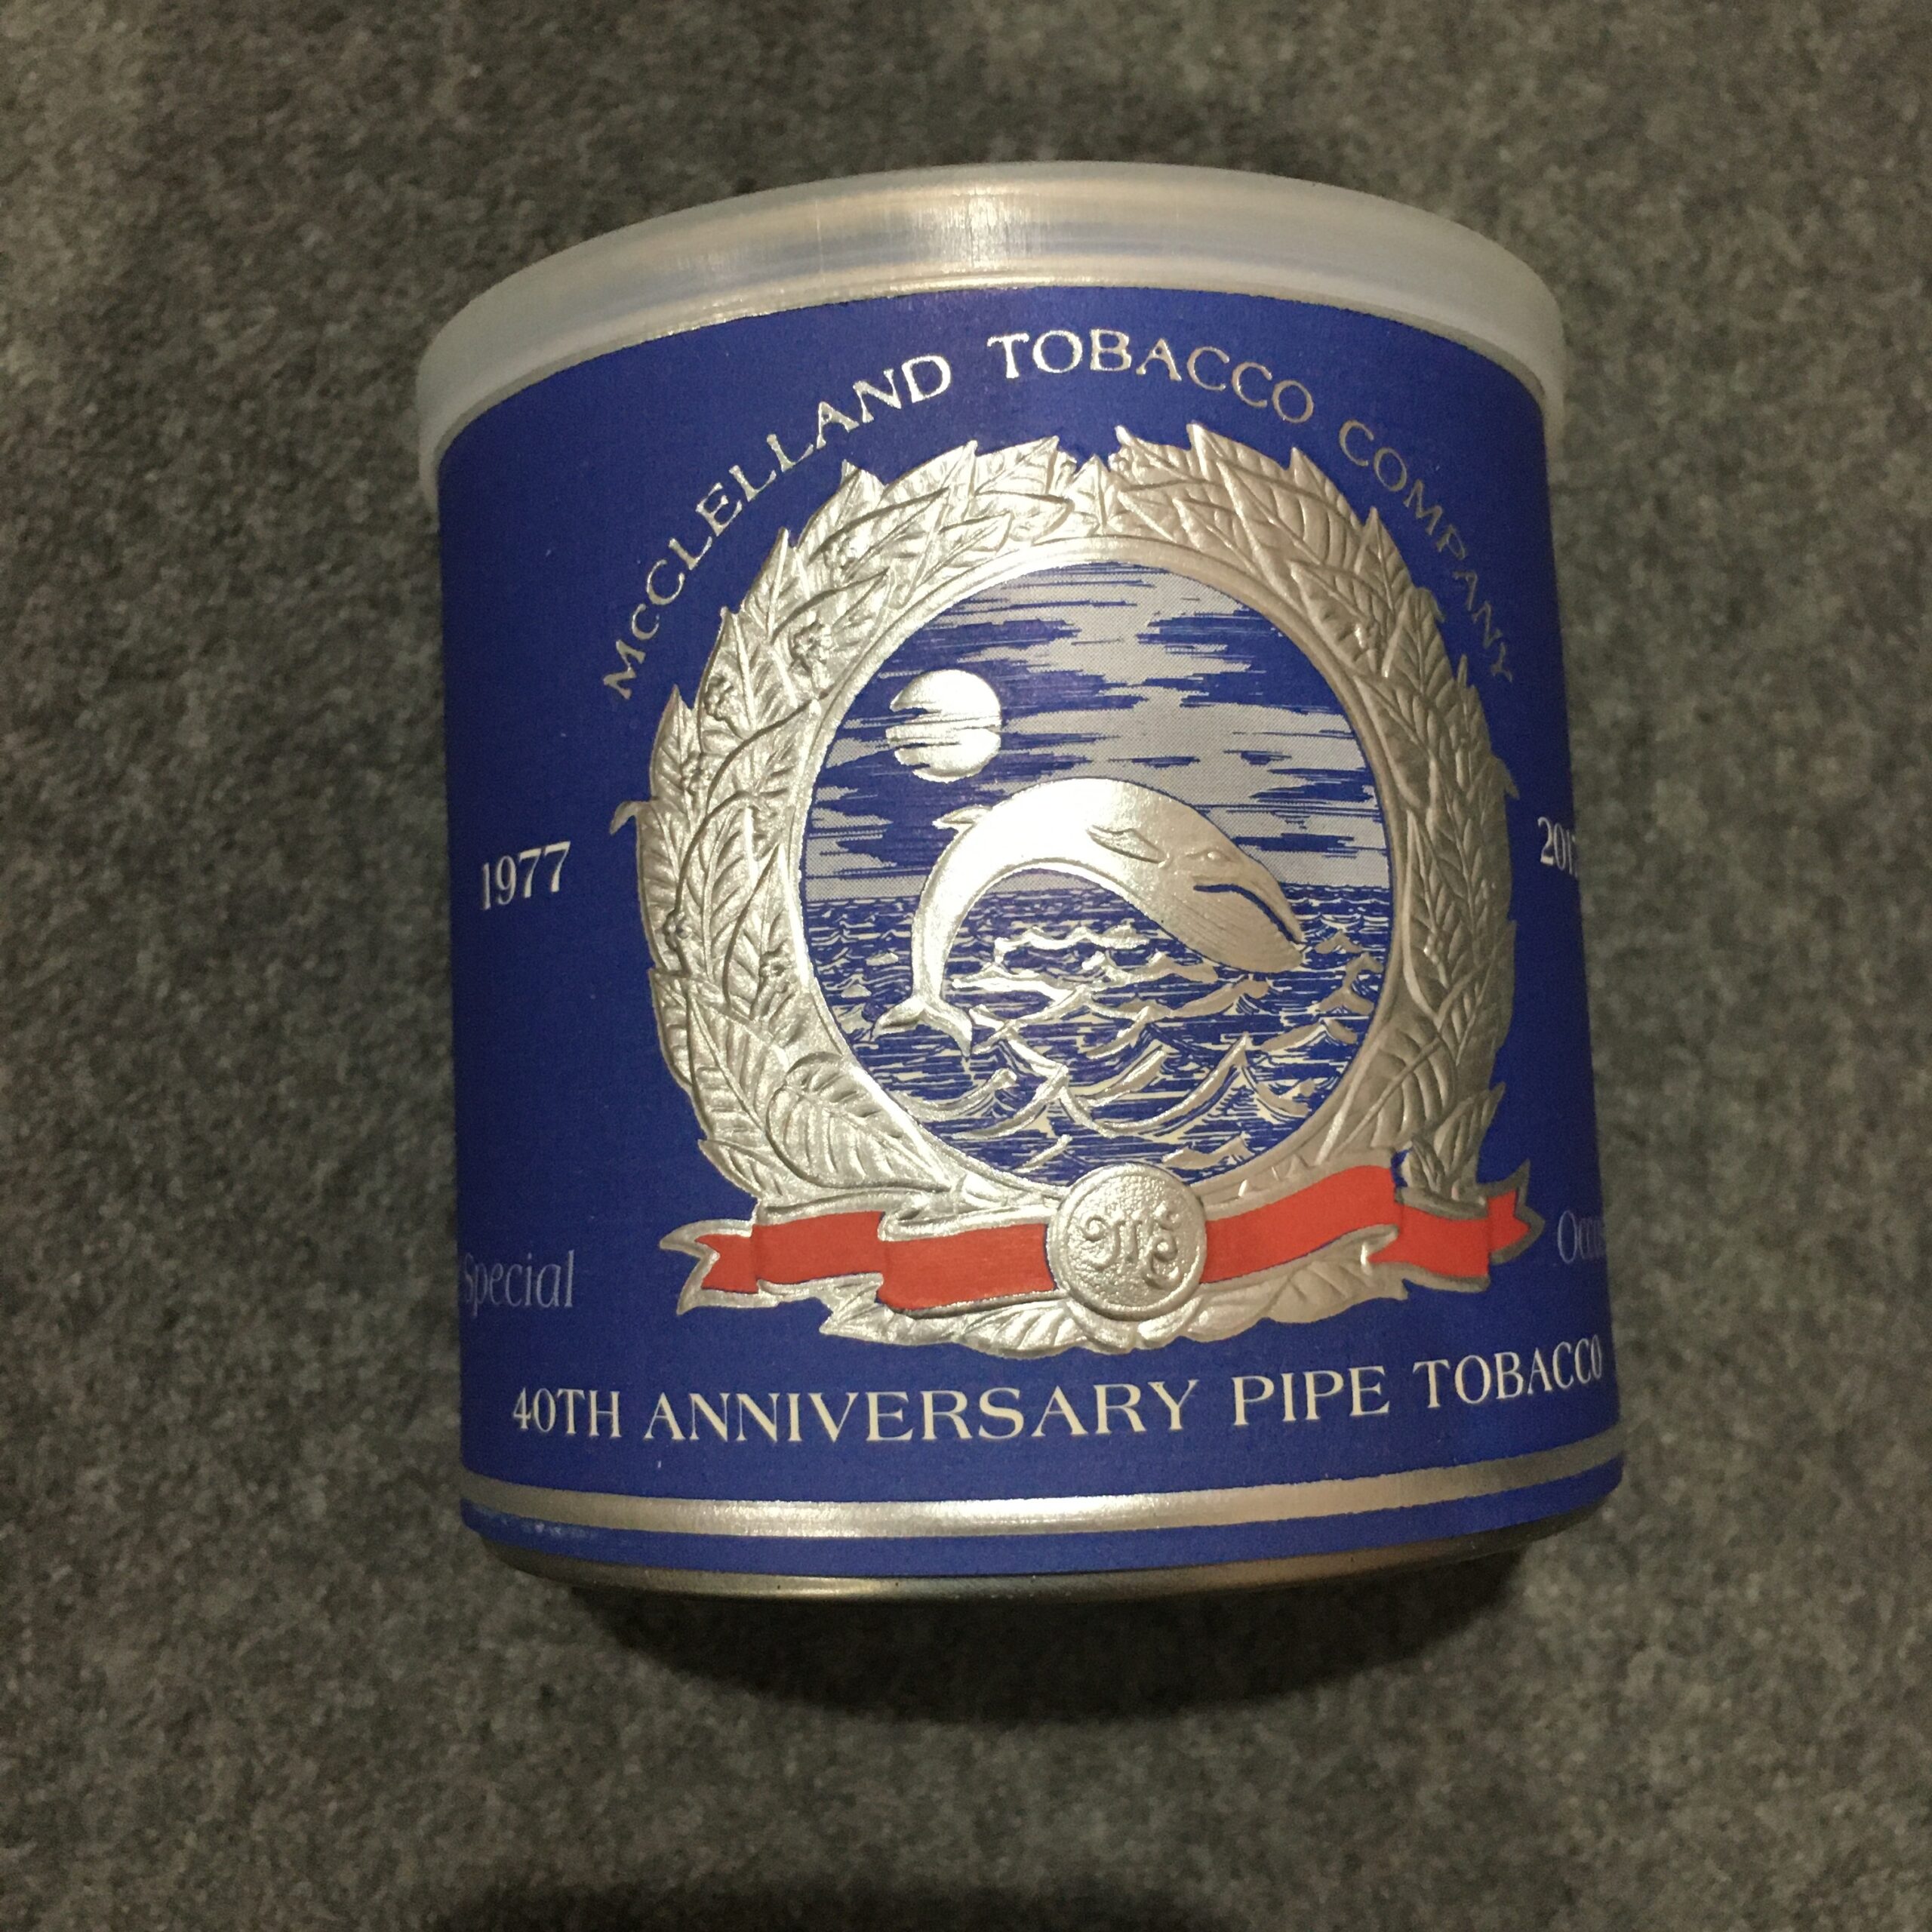 McCLELLAND TOBACCO COMPANY
1977
Special
40TH ANNIVERSARY PIPE TOBACCO